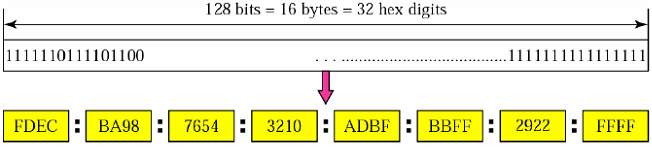 128 bits = 16 bytes = 32 hex digits
1111110111101100 . . . ......................................1111111111111111
FDEC : BA98 : 7654 : 3210 : ADBF : BBFF : 2922 : FFFF